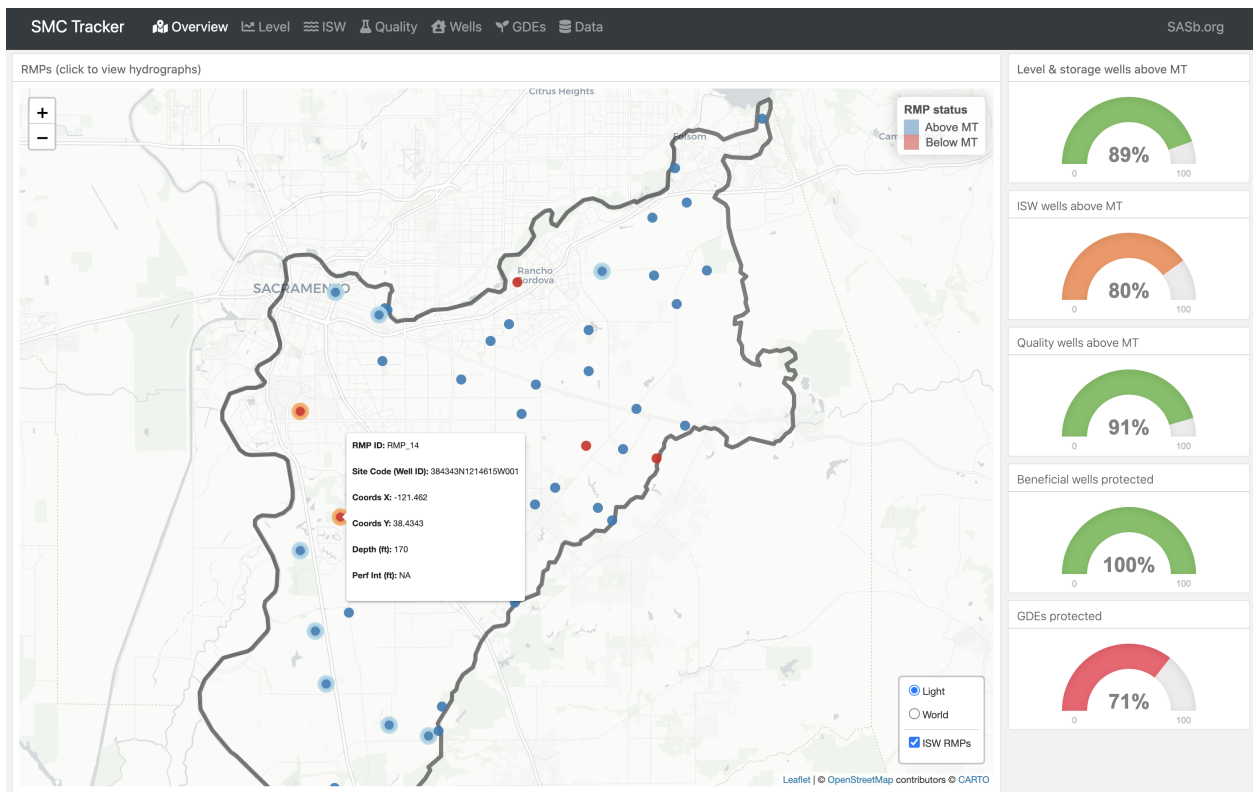 SMC Tracker Overview Level ISW Quality Wells GDEs Data SASb.org
RMPs (click to view hydrographs)
+
−
Citrus Heights
Folsom
Cam
RMP status
Above MT
Below MT
Rancho
Cordova
SACRAMENTO
RMP ID: RMP_14
Site Code (Well ID): 384343N1214615W001
Coords X: -121.462
Coords Y: 38.4343
Depth (ft): 170
Perf Int (ft): NA
Light
World
ISW RMPs
Leaflet | © OpenStreetMap contributors © CARTO
Level & storage wells above MT
89%
0 100
ISW wells above MT
80%
0 100
Quality wells above MT
91%
0 100
Beneficial wells protected
100%
0 100
GDEs protected
71%
0 100